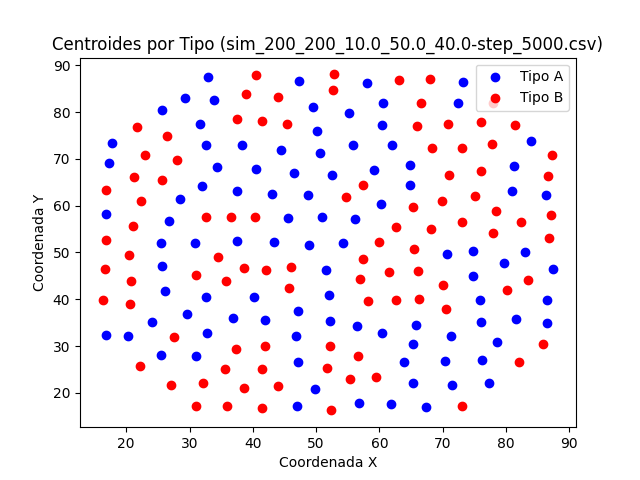 Centroides por Tipo (sim_200_200_10.0_50.0_40.0-step_5000.csv)
Tipo A
Tipo B
90
80
70
60
50
40
30
20
Coordenada Y
20 30 40 50 60 70 80 90
Coordenada X